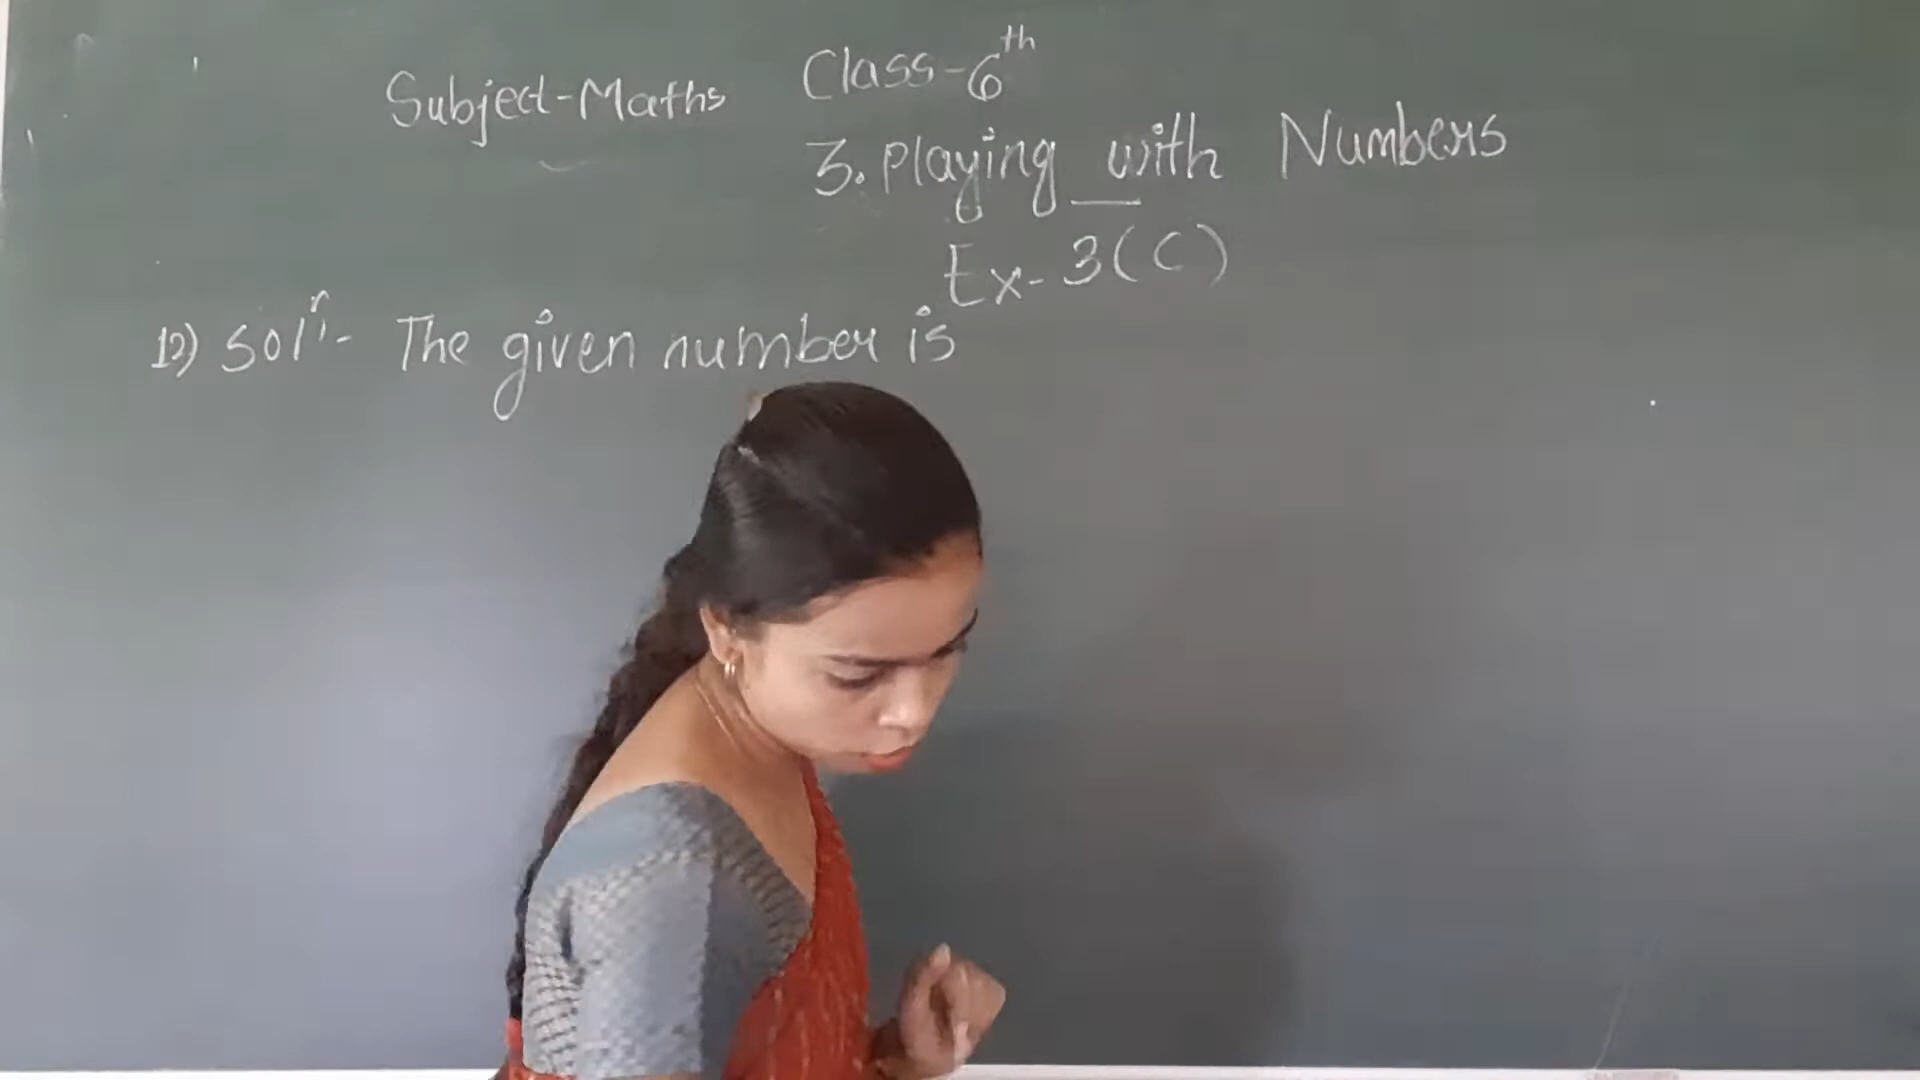 Class-6th
Subject-Maths
3. Playing with Numbers
Ex-3(C)
12) Soln:- The given number is